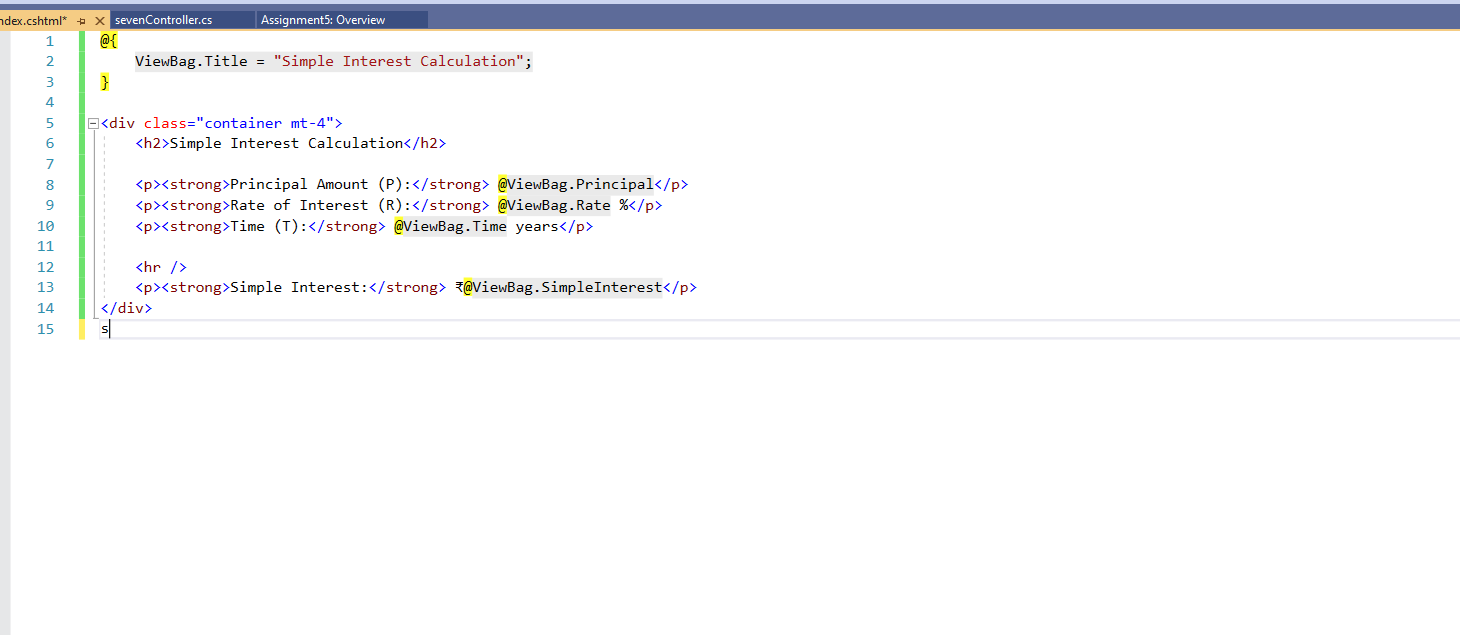 ndex.cshtml* sevenController.cs Assignment5: Overview
1 @{
2 ViewBag.Title = "Simple Interest Calculation";
3 }
4
5 <div class="container mt-4">
6 <h2>Simple Interest Calculation</h2>
7
8 <p><strong>Principal Amount (P):</strong> @ViewBag.Principal</p>
9 <p><strong>Rate of Interest (R):</strong> @ViewBag.Rate %</p>
10 <p><strong>Time (T):</strong> @ViewBag.Time years</p>
11
12 <hr />
13 <p><strong>Simple Interest:</strong> ₹@ViewBag.SimpleInterest</p>
14 </div>
15 s